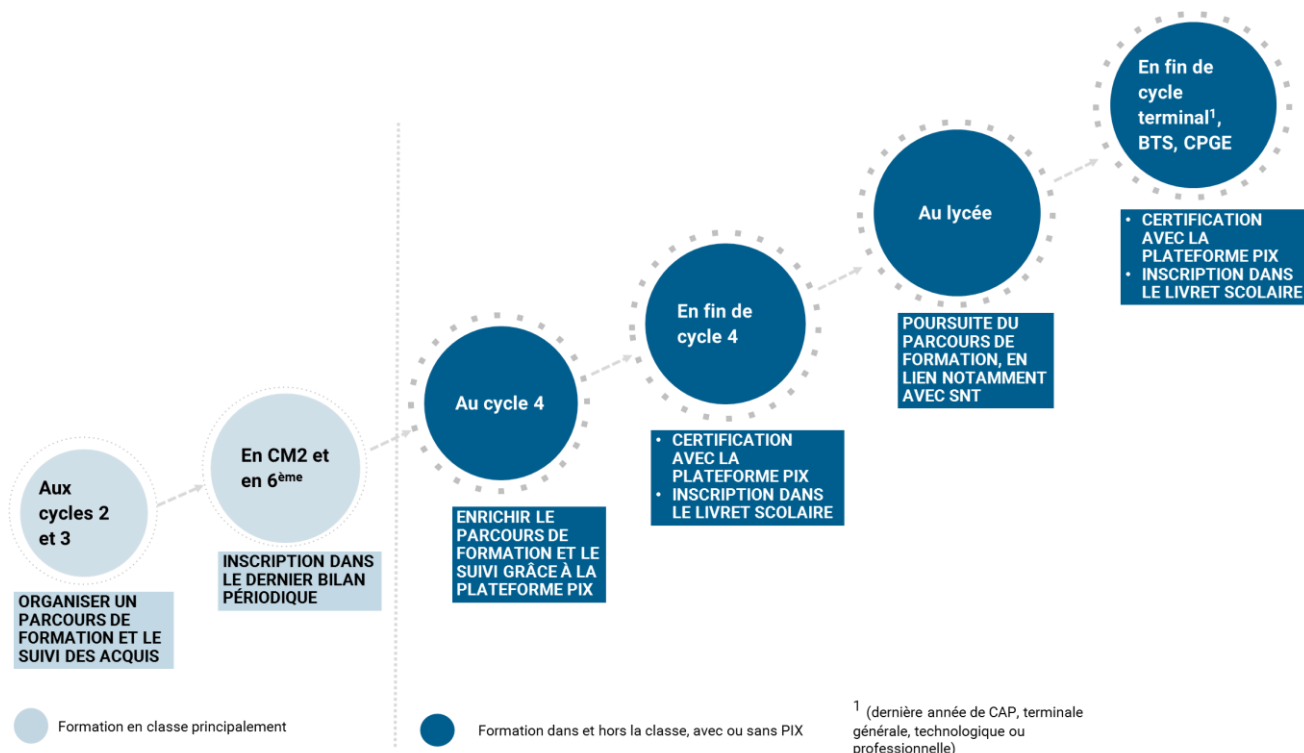 Aux
cycles 2
et 3
ORGANISER UN
PARCOURS DE
FORMATION ET LE
SUIVI DES ACQUIS
En CM2 et
en 6ème
INSCRIPTION DANS
LE DERNIER BILAN
PÉRIODIQUE
Au cycle 4
ENRICHIR LE
PARCOURS DE
FORMATION ET LE
SUIVI GRÂCE À LA
PLATEFORME PIX
En fin de
cycle 4
• CERTIFICATION
AVEC LA
PLATEFORME PIX
• INSCRIPTION DANS
LE LIVRET SCOLAIRE
Au lycée
POURSUITE DU
PARCOURS DE
FORMATION, EN
LIEN NOTAMMENT
AVEC SNT
En fin de
cycle
terminal¹,
BTS, CPGE
• CERTIFICATION
AVEC LA
PLATEFORME PIX
• INSCRIPTION DANS
LE LIVRET SCOLAIRE
Formation en classe principalement
Formation dans et hors la classe, avec ou sans PIX
¹ (dernière année de CAP, terminale
générale, technologique ou
professionnelle)